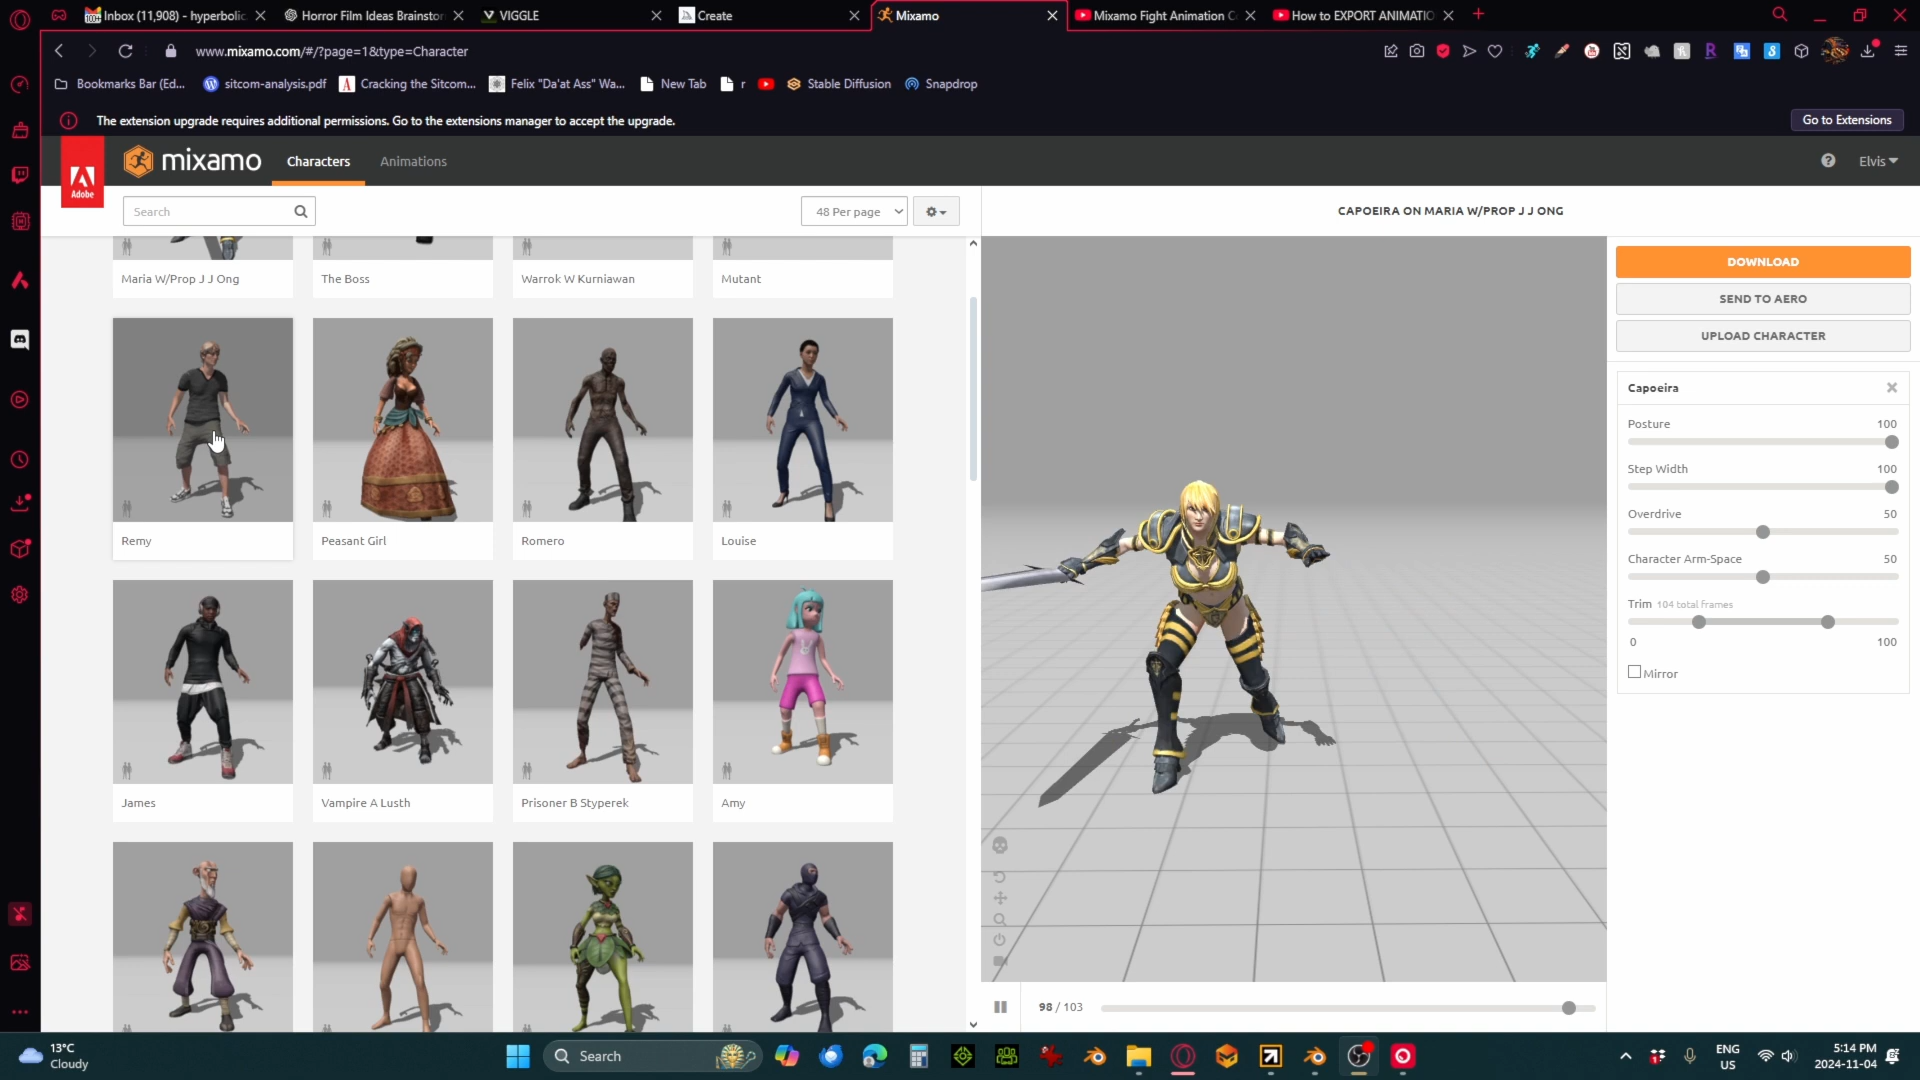 Inbox (11,908) - hyperbolic
Horror Film Ideas Brainstor
VIGGLE
Create
Mixamo
Mixamo Fight Animation C
How to EXPORT ANIMATIO
www.mixamo.com/#/?page=1&type=Character
Bookmarks Bar (Ed...
sitcom-analysis.pdf
Cracking the Sitcom...
Felix "Da'at Ass" Wa...
New Tab
r
Stable Diffusion
Snapdrop
The extension upgrade requires additional permissions. Go to the extensions manager to accept the upgrade.
Go to Extensions
Adobe
mixamo
Characters
Animations
Elvis
Search
48 Per page
CAPOEIRA ON MARIA W/PROP J J ONG
DOWNLOAD
SEND TO AERO
UPLOAD CHARACTER
Maria W/Prop J J Ong
The Boss
Warrok W Kurniawan
Mutant
Capoeira
Posture 100
Step Width 100
Overdrive 50
Character Arm-Space 50
Trim 104 total frames
0 100
Mirror
Remy
Peasant Girl
Romero
Louise
James
Vampire A Lusth
Prisoner B Styperek
Amy
98 / 103
13°C
Cloudy
Search
ENG
US
5:14 PM
2024-11-04